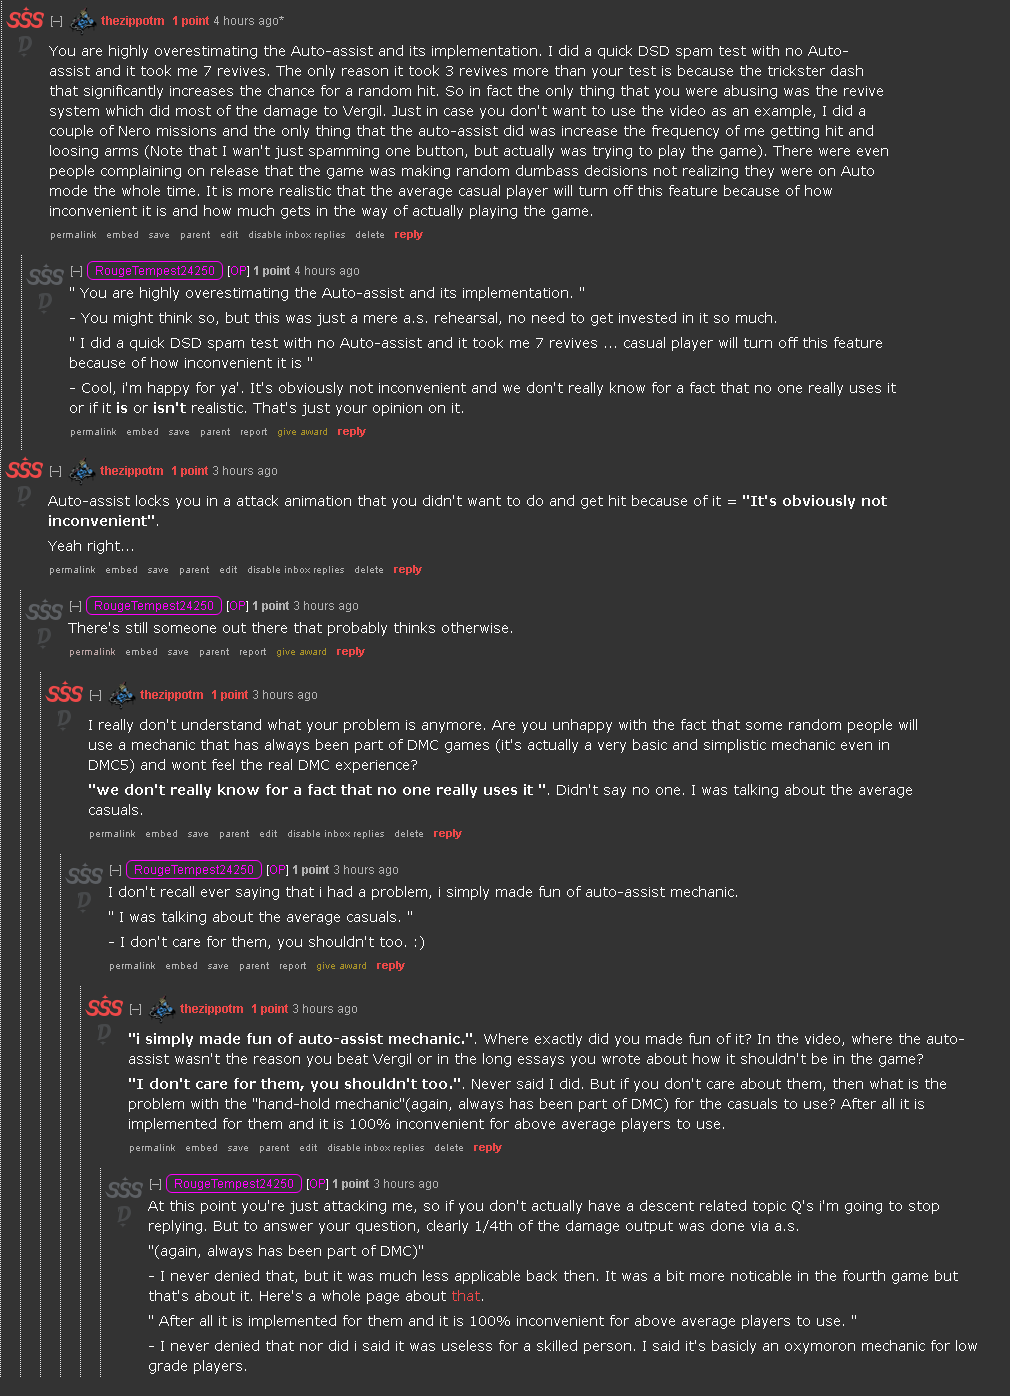 SSS [–] thezippotm 1 point 4 hours ago*
D
You are highly overestimating the Auto-assist and its implementation. I did a quick DSD spam test with no Auto-
assist and it took me 7 revives. The only reason it took 3 revives more than your test is because the trickster dash
that significantly increases the chance for a random hit. So in fact the only thing that you were abusing was the revive
system which did most of the damage to Vergil. Just in case you don't want to use the video as an example, I did a
couple of Nero missions and the only thing that the auto-assist did was increase the frequency of me getting hit and
loosing arms (Note that I wan't just spamming one button, but actually was trying to play the game). There were even
people complaining on release that the game was making random dumbass decisions not realizing they were on Auto
mode the whole time. It is more realistic that the average casual player will turn off this feature because of how
inconvenient it is and how much gets in the way of actually playing the game.
permalink embed save parent edit disable inbox replies delete reply
SSS [–] RougeTempest24250 [OP] 1 point 4 hours ago
D
" You are highly overestimating the Auto-assist and its implementation. "
- You might think so, but this was just a mere a.s. rehearsal, no need to get invested in it so much.
" I did a quick DSD spam test with no Auto-assist and it took me 7 revives ... casual player will turn off this feature
because of how inconvenient it is "
- Cool, i'm happy for ya'. It's obviously not inconvenient and we don't really know for a fact that no one really uses it
or if it is or isn't realistic. That's just your opinion on it.
permalink embed save parent report give award reply
SSS [–] thezippotm 1 point 3 hours ago
D
Auto-assist locks you in a attack animation that you didn't want to do and get hit because of it = "It's obviously not
inconvenient".
Yeah right...
permalink embed save parent edit disable inbox replies delete reply
SSS [–] RougeTempest24250 [OP] 1 point 3 hours ago
D
There's still someone out there that probably thinks otherwise.
permalink embed save parent report give award reply
SSS [–] thezippotm 1 point 3 hours ago
D
I really don't understand what your problem is anymore. Are you unhappy with the fact that some random people will
use a mechanic that has always been part of DMC games (it's actually a very basic and simplistic mechanic even in
DMC5) and wont feel the real DMC experience?
"we don't really know for a fact that no one really uses it ". Didn't say no one. I was talking about the average
casuals.
permalink embed save parent edit disable inbox replies delete reply
SSS [–] RougeTempest24250 [OP] 1 point 3 hours ago
D
I don't recall ever saying that i had a problem, i simply made fun of auto-assist mechanic.
" I was talking about the average casuals. "
- I don't care for them, you shouldn't too. :)
permalink embed save parent report give award reply
SSS [–] thezippotm 1 point 3 hours ago
D
"i simply made fun of auto-assist mechanic.". Where exactly did you made fun of it? In the video, where the auto-
assist wasn't the reason you beat Vergil or in the long essays you wrote about how it shouldn't be in the game?
"I don't care for them, you shouldn't too.". Never said I did. But if you don't care about them, then what is the
problem with the "hand-hold mechanic"(again, always has been part of DMC) for the casuals to use? After all it is
implemented for them and it is 100% inconvenient for above average players to use.
permalink embed save parent edit disable inbox replies delete reply
SSS [–] RougeTempest24250 [OP] 1 point 3 hours ago
D
At this point you're just attacking me, so if you don't actually have a descent related topic Q's i'm going to stop
replying. But to answer your question, clearly 1/4th of the damage output was done via a.s.
"(again, always has been part of DMC)"
- I never denied that, but it was much less applicable back then. It was a bit more noticable in the fourth game but
that's about it. Here's a whole page about that.
" After all it is implemented for them and it is 100% inconvenient for above average players to use. "
- I never denied that nor did i said it was useless for a skilled person. I said it's basicly an oxymoron mechanic for low
grade players.